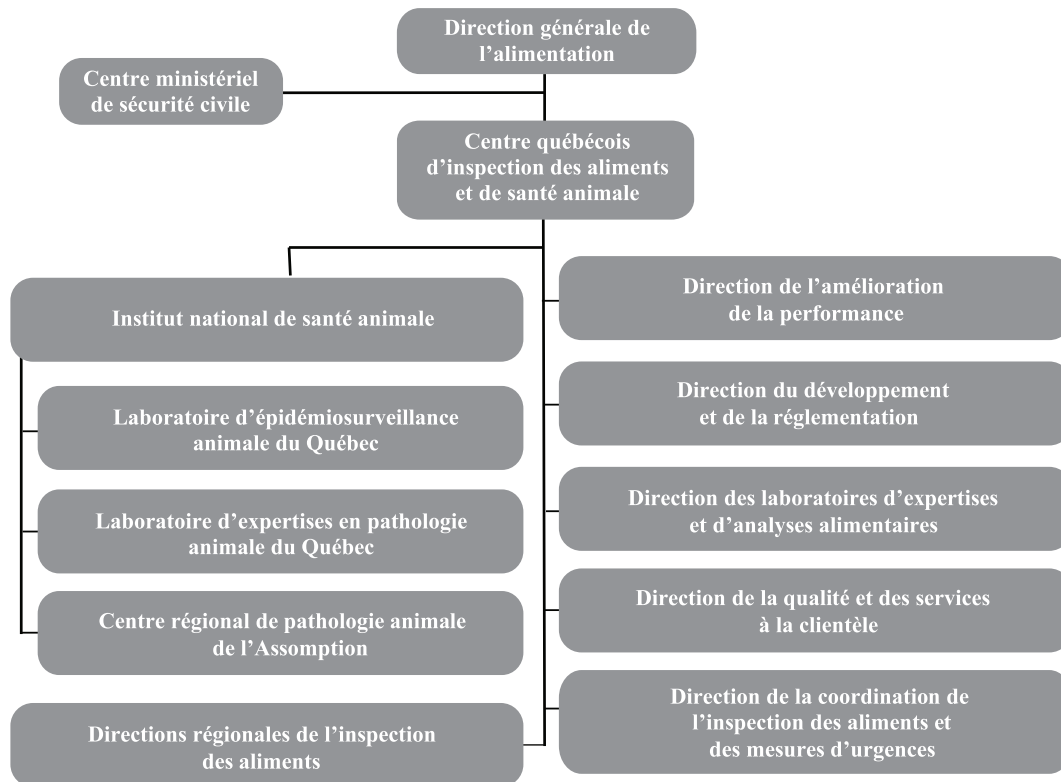 Direction générale de
l’alimentation
Centre ministériel
de sécurité civile
Centre québécois
d’inspection des aliments
et de santé animale
Institut national de santé animale
Laboratoire d’épidémiosurveillance
animale du Québec
Laboratoire d’expertises en pathologie
animale du Québec
Centre régional de pathologie animale
de l’Assomption
Directions régionales de l’inspection
des aliments
Direction de l’amélioration
de la performance
Direction du développement
et de la réglementation
Direction des laboratoires d’expertises
et d’analyses alimentaires
Direction de la qualité et des services
à la clientèle
Direction de la coordination de
l’inspection des aliments et
des mesures d’urgences